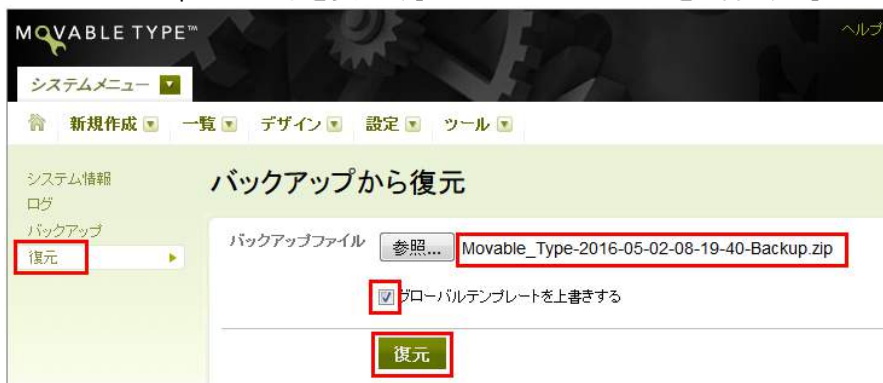 MOVABLE TYPE™
ヘルプ
システムメニュー
新規作成 一覧 デザイン 設定 ツール
システム情報
ログ
バックアップ
復元
バックアップから復元
バックアップファイル 参照... Movable_Type-2016-05-02-08-19-40-Backup.zip
グローバルテンプレートを上書きする
復元